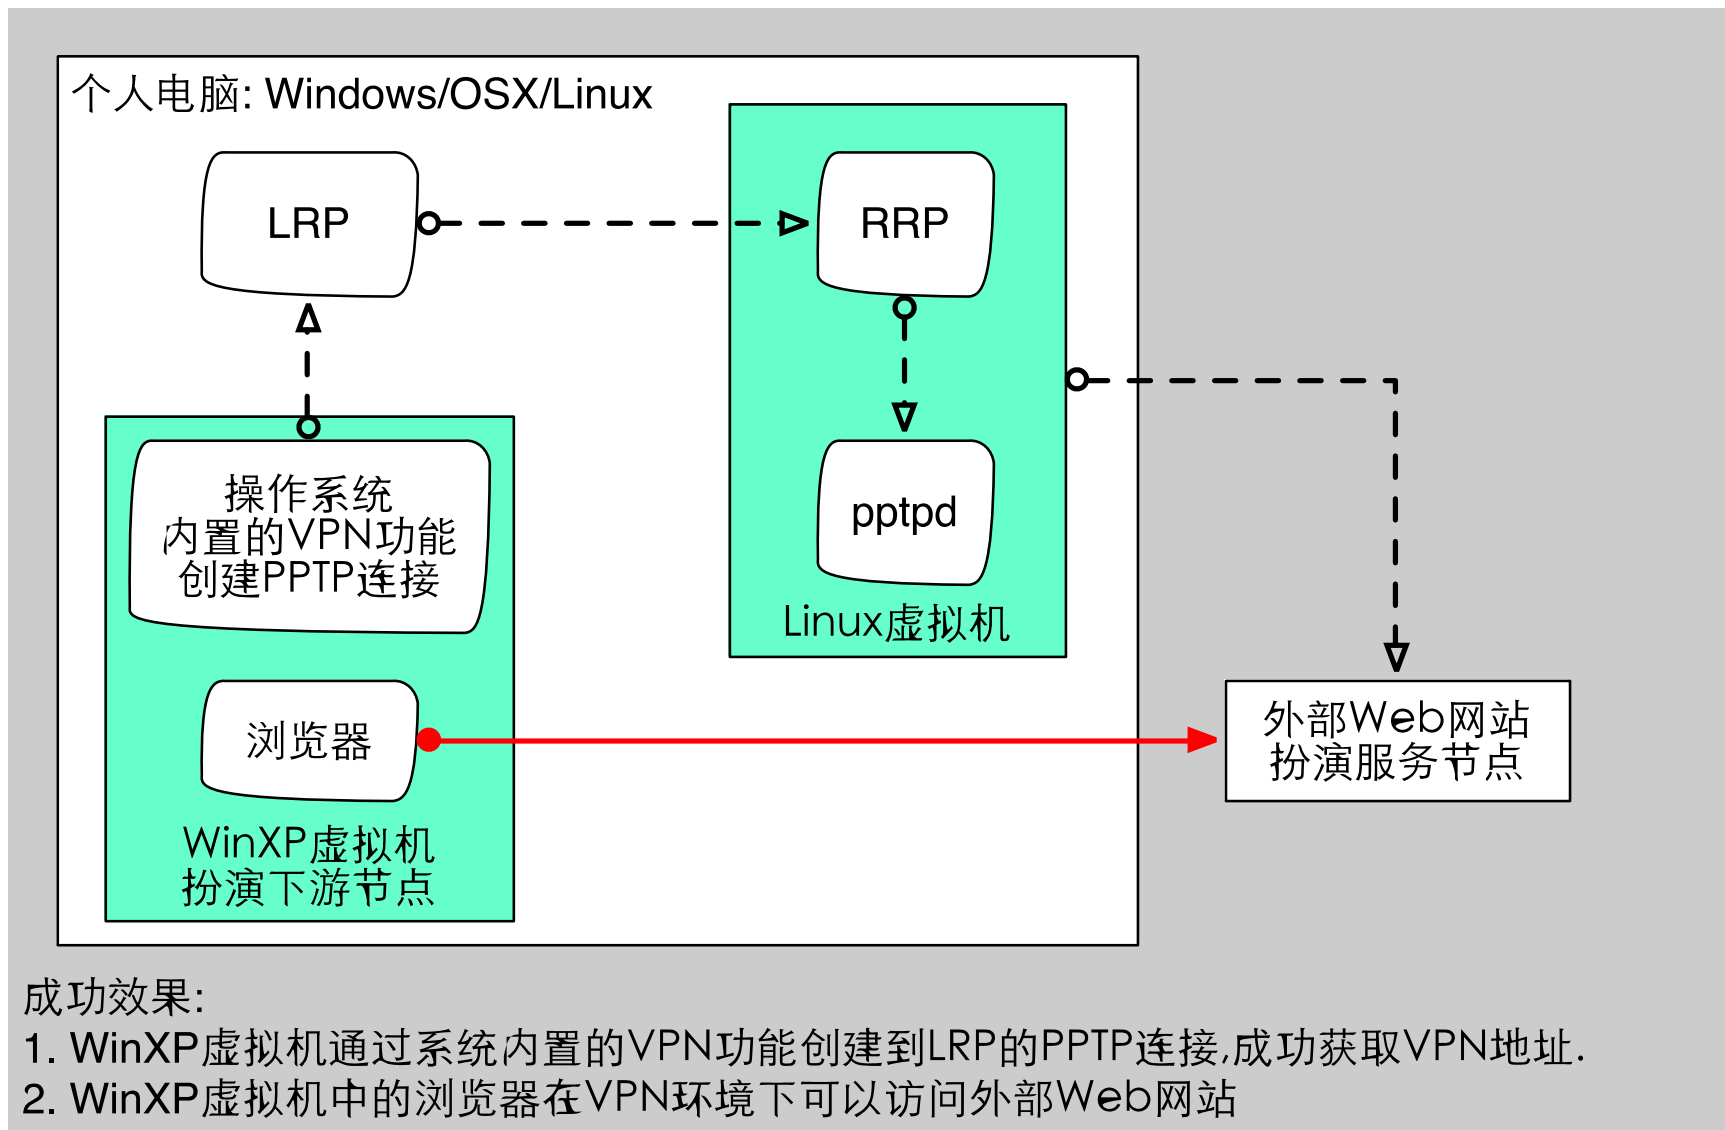 个人电脑: Windows/OSX/Linux
LRP
RRP
操作系统
内置的VPN功能
创建PPTP连接
pptpd
Linux虚拟机
浏览器
外部Web网站
扮演服务节点
WinXP虚拟机
扮演下游节点
成功效果:
1. WinXP虚拟机通过系统内置的VPN功能创建到LRP的PPTP连接,成功获取VPN地址.
2. WinXP虚拟机中的浏览器在VPN环境下可以访问外部Web网站